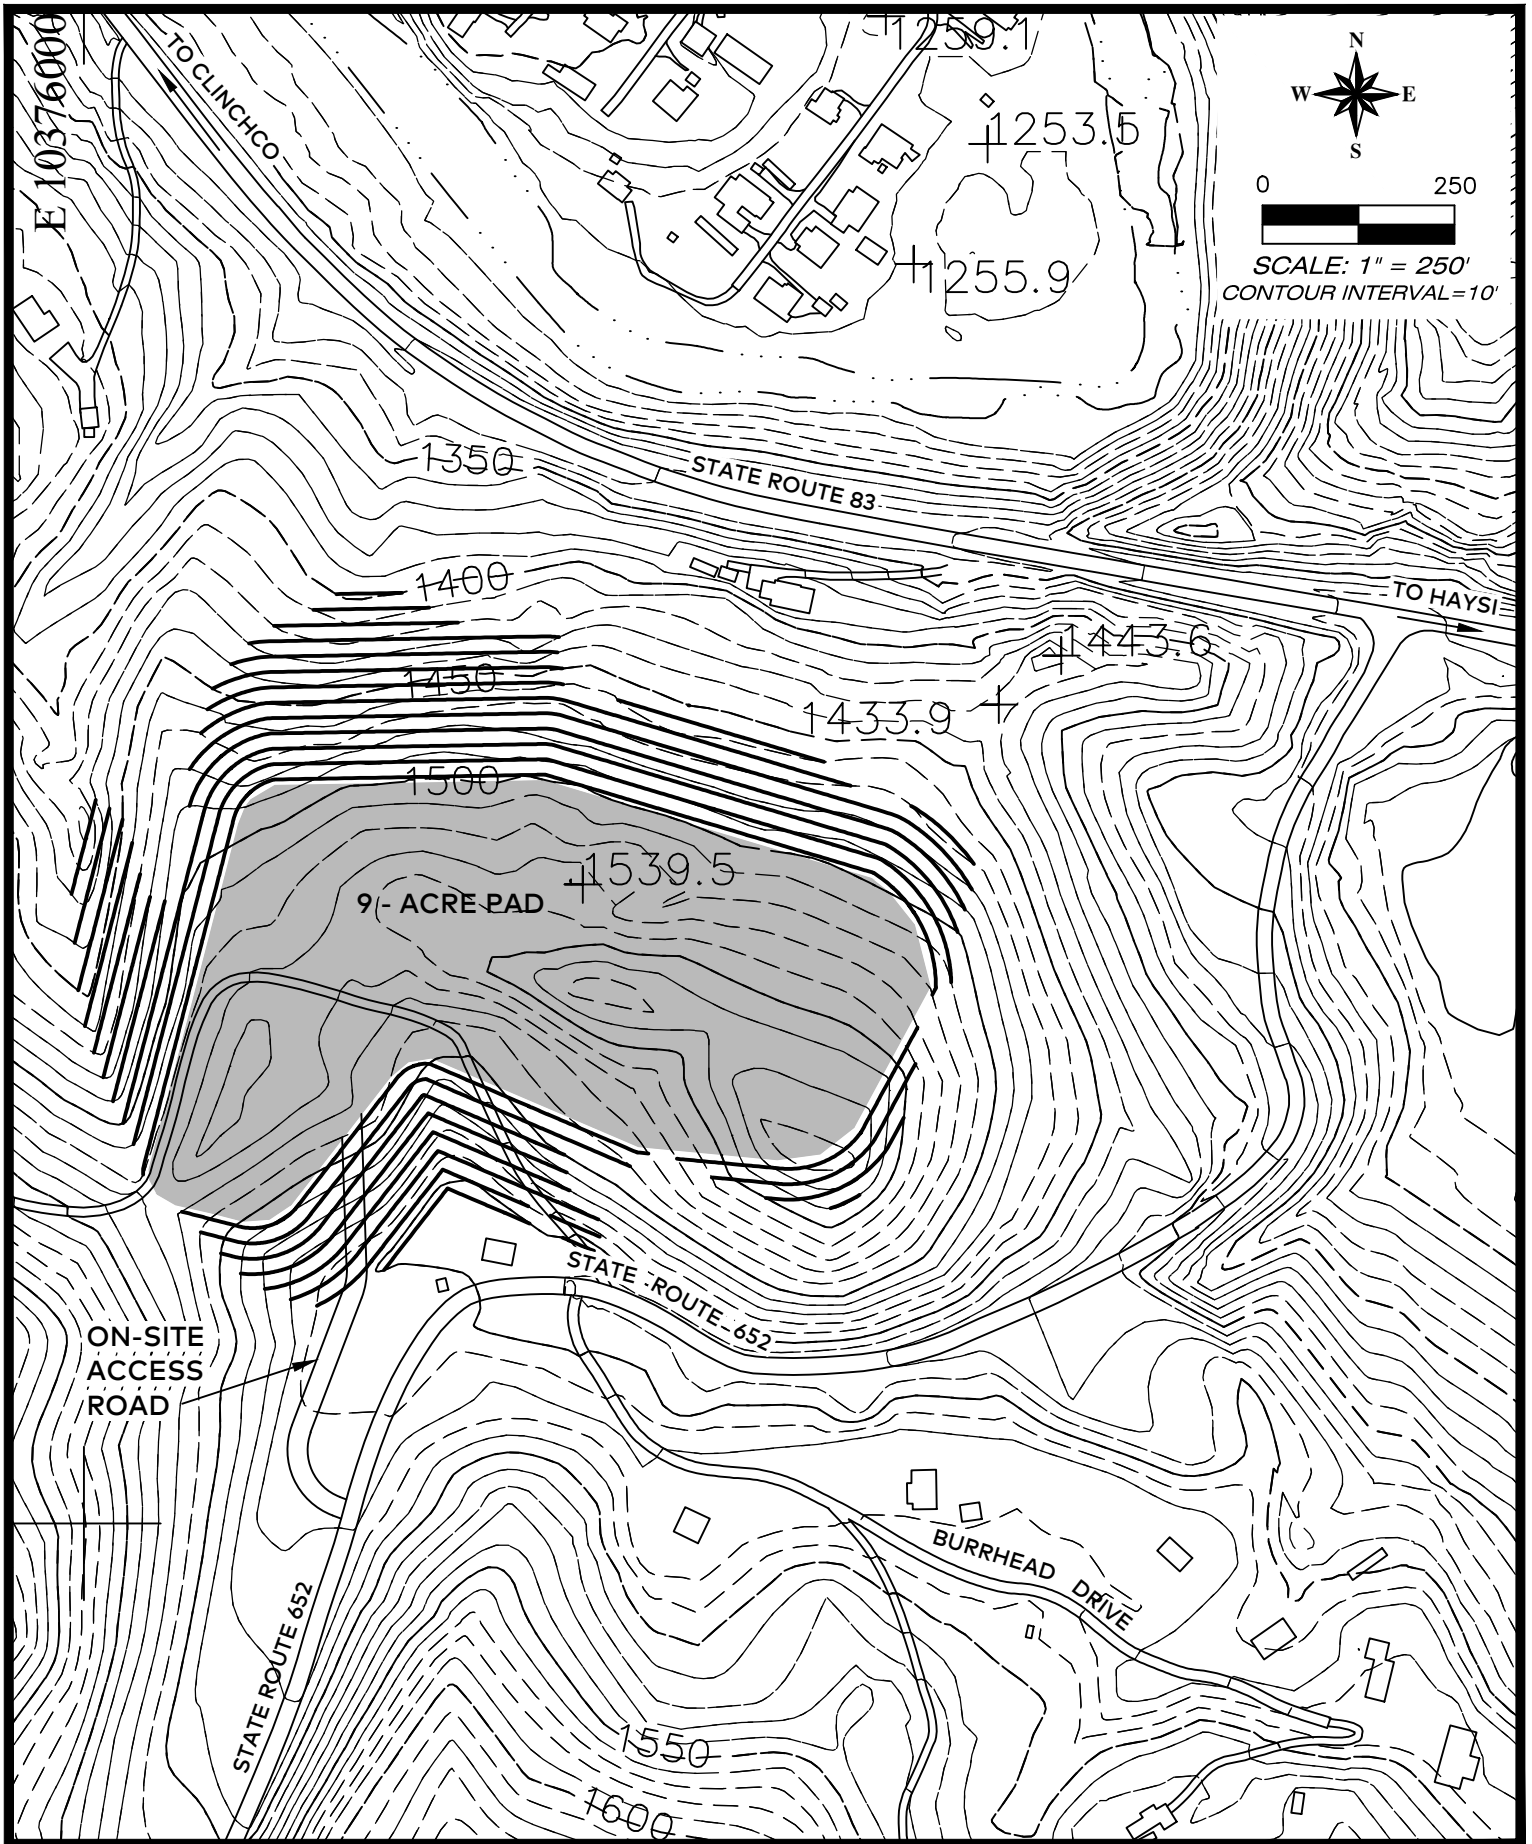 E 10376000
TO CLINCHCO
1259.1
1253.5
1255.9
N
W E
S
0 250
SCALE: 1" = 250'
CONTOUR INTERVAL=10'
1350
STATE ROUTE 83
1400
TO HAYSI
1443.6
1450
1433.9
1500
1539.5
9 - ACRE PAD
STATE ROUTE 652
ON-SITE
ACCESS
ROAD
BURRHEAD DRIVE
STATE ROUTE 652
1550
1600